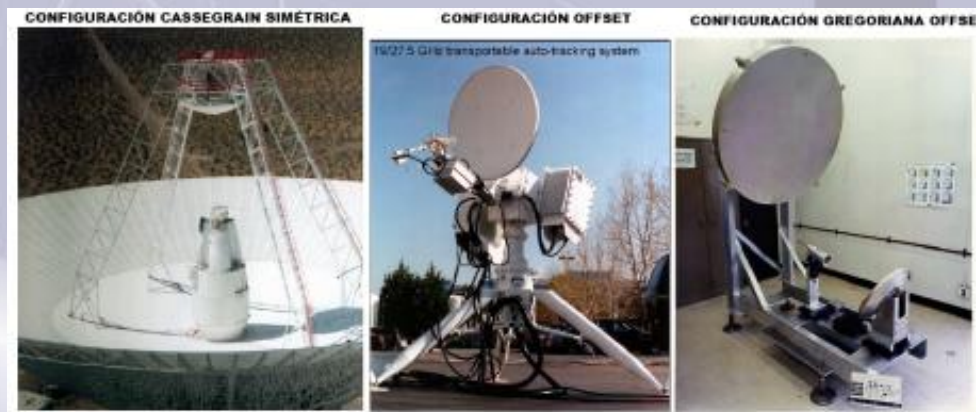 CONFIGURACIÓN CASSEGRAIN SIMÉTRICA
CONFIGURACIÓN OFFSET
CONFIGURACIÓN GREGORIANA OFFSE
19/27.5 GHz transportable auto-tracking system